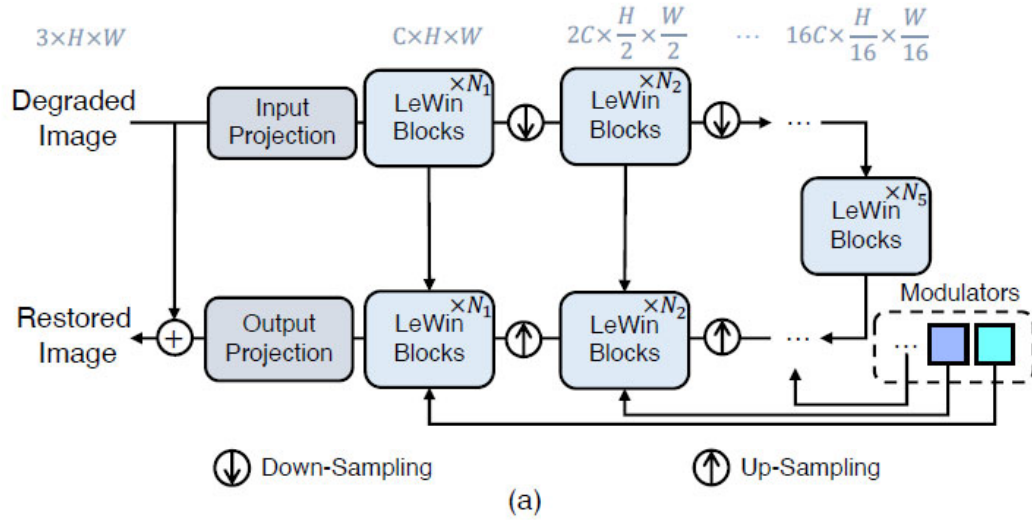 3×H×W
C×H×W
2C×H/2×W/2
...
16C×H/16×W/16
Degraded
Image
Input
Projection
LeWin
Blocks
×N₁
LeWin
Blocks
×N₂
...
LeWin
Blocks
×N₅
Modulators
...
Restored
Image
+
Output
Projection
LeWin
Blocks
×N₁
LeWin
Blocks
×N₂
...
Down-Sampling
Up-Sampling
(a)